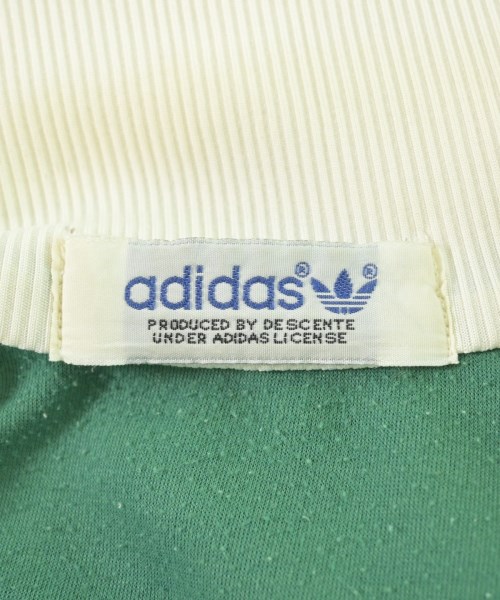 adidas® ®
PRODUCED BY DESCENTE
UNDER ADIDAS LICENSE